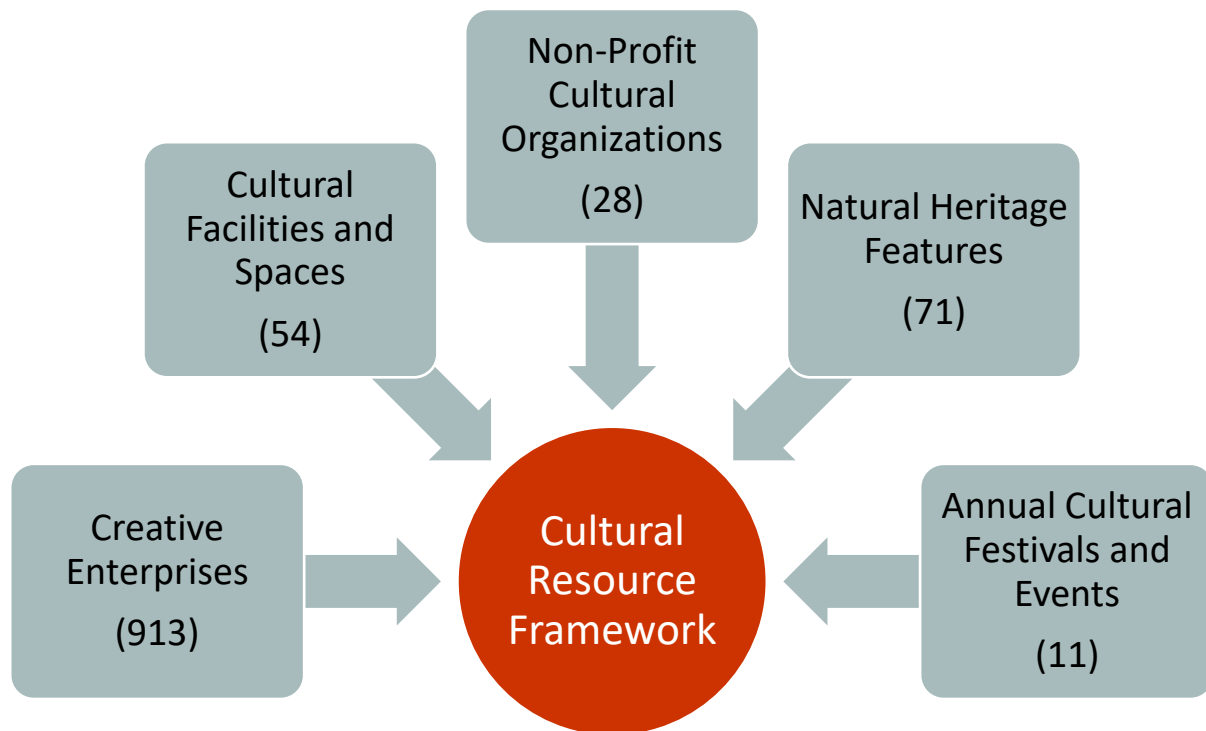 Non-Profit
Cultural
Organizations
(28)
Cultural
Facilities and
Spaces
(54)
Natural Heritage
Features
(71)
Creative
Enterprises
(913)
Cultural
Resource
Framework
Annual Cultural
Festivals and
Events
(11)